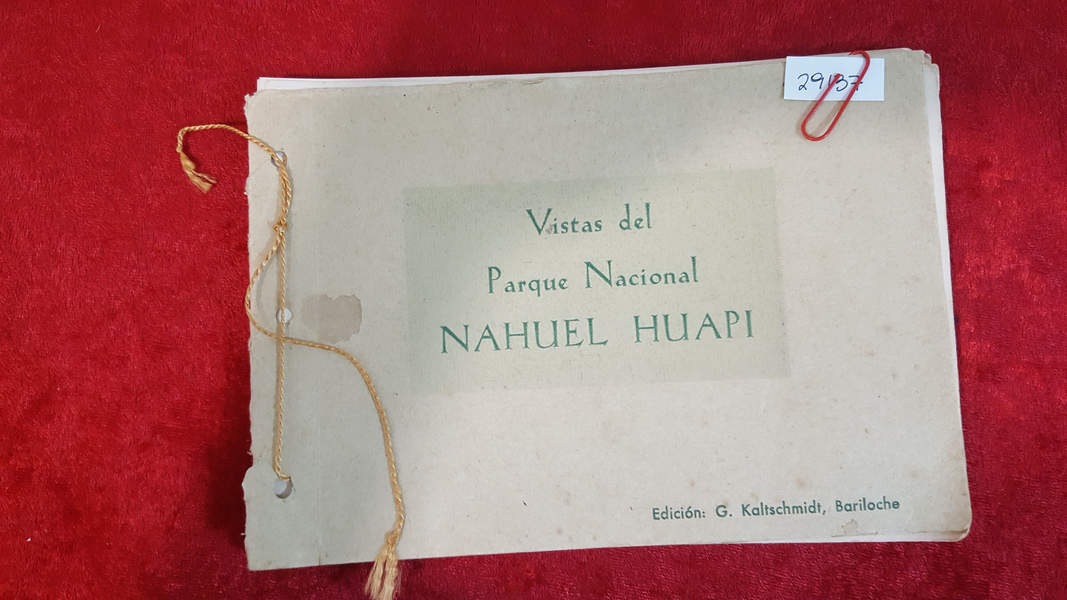 29137
Vistas del
Parque Nacional
NAHUEL HUAPI
Edición: G. Kaltschmidt, Bariloche